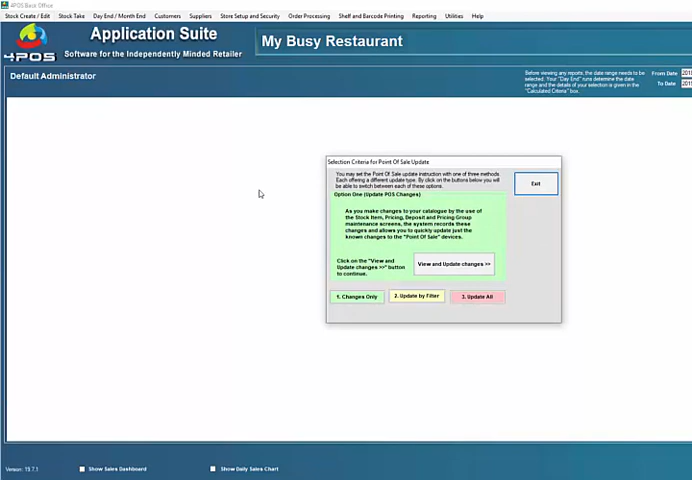 4POS Back Office
Stock Create / Edit Stock Take Day End / Month End Customers Suppliers Store Setup and Security Order Processing Shelf and Barcode Printing Reporting Utilities Help
4POS
Application Suite
Software for the Independently Minded Retailer
My Busy Restaurant
Default Administrator
Before viewing any reports, the date range needs to be
selected. Your "Day End" runs determine the date
range and the details of your selection is given in the
"Calculated Criteria" box.
From Date
To Date
Selection Criteria for Point Of Sale Update
You may set the Point Of Sale update instruction with one of three methods
Each offering a different update type. By click on the buttons below you will
be able to switch between each of these options.
Exit
Option One (Update POS Changes)
As you make changes to your catalogue by the use of
the Stock Item, Pricing, Deposit and Pricing Group
maintenance screens, the system records these
changes and allows you to quickly update just the
known changes to the "Point Of Sale" devices.
Click on the "View and
Update changes >>" button
to continue.
View and Update changes >>
1. Changes Only
2. Update by Filter
3. Update All
Version: 19.7.1
Show Sales Dashboard
Show Daily Sales Chart